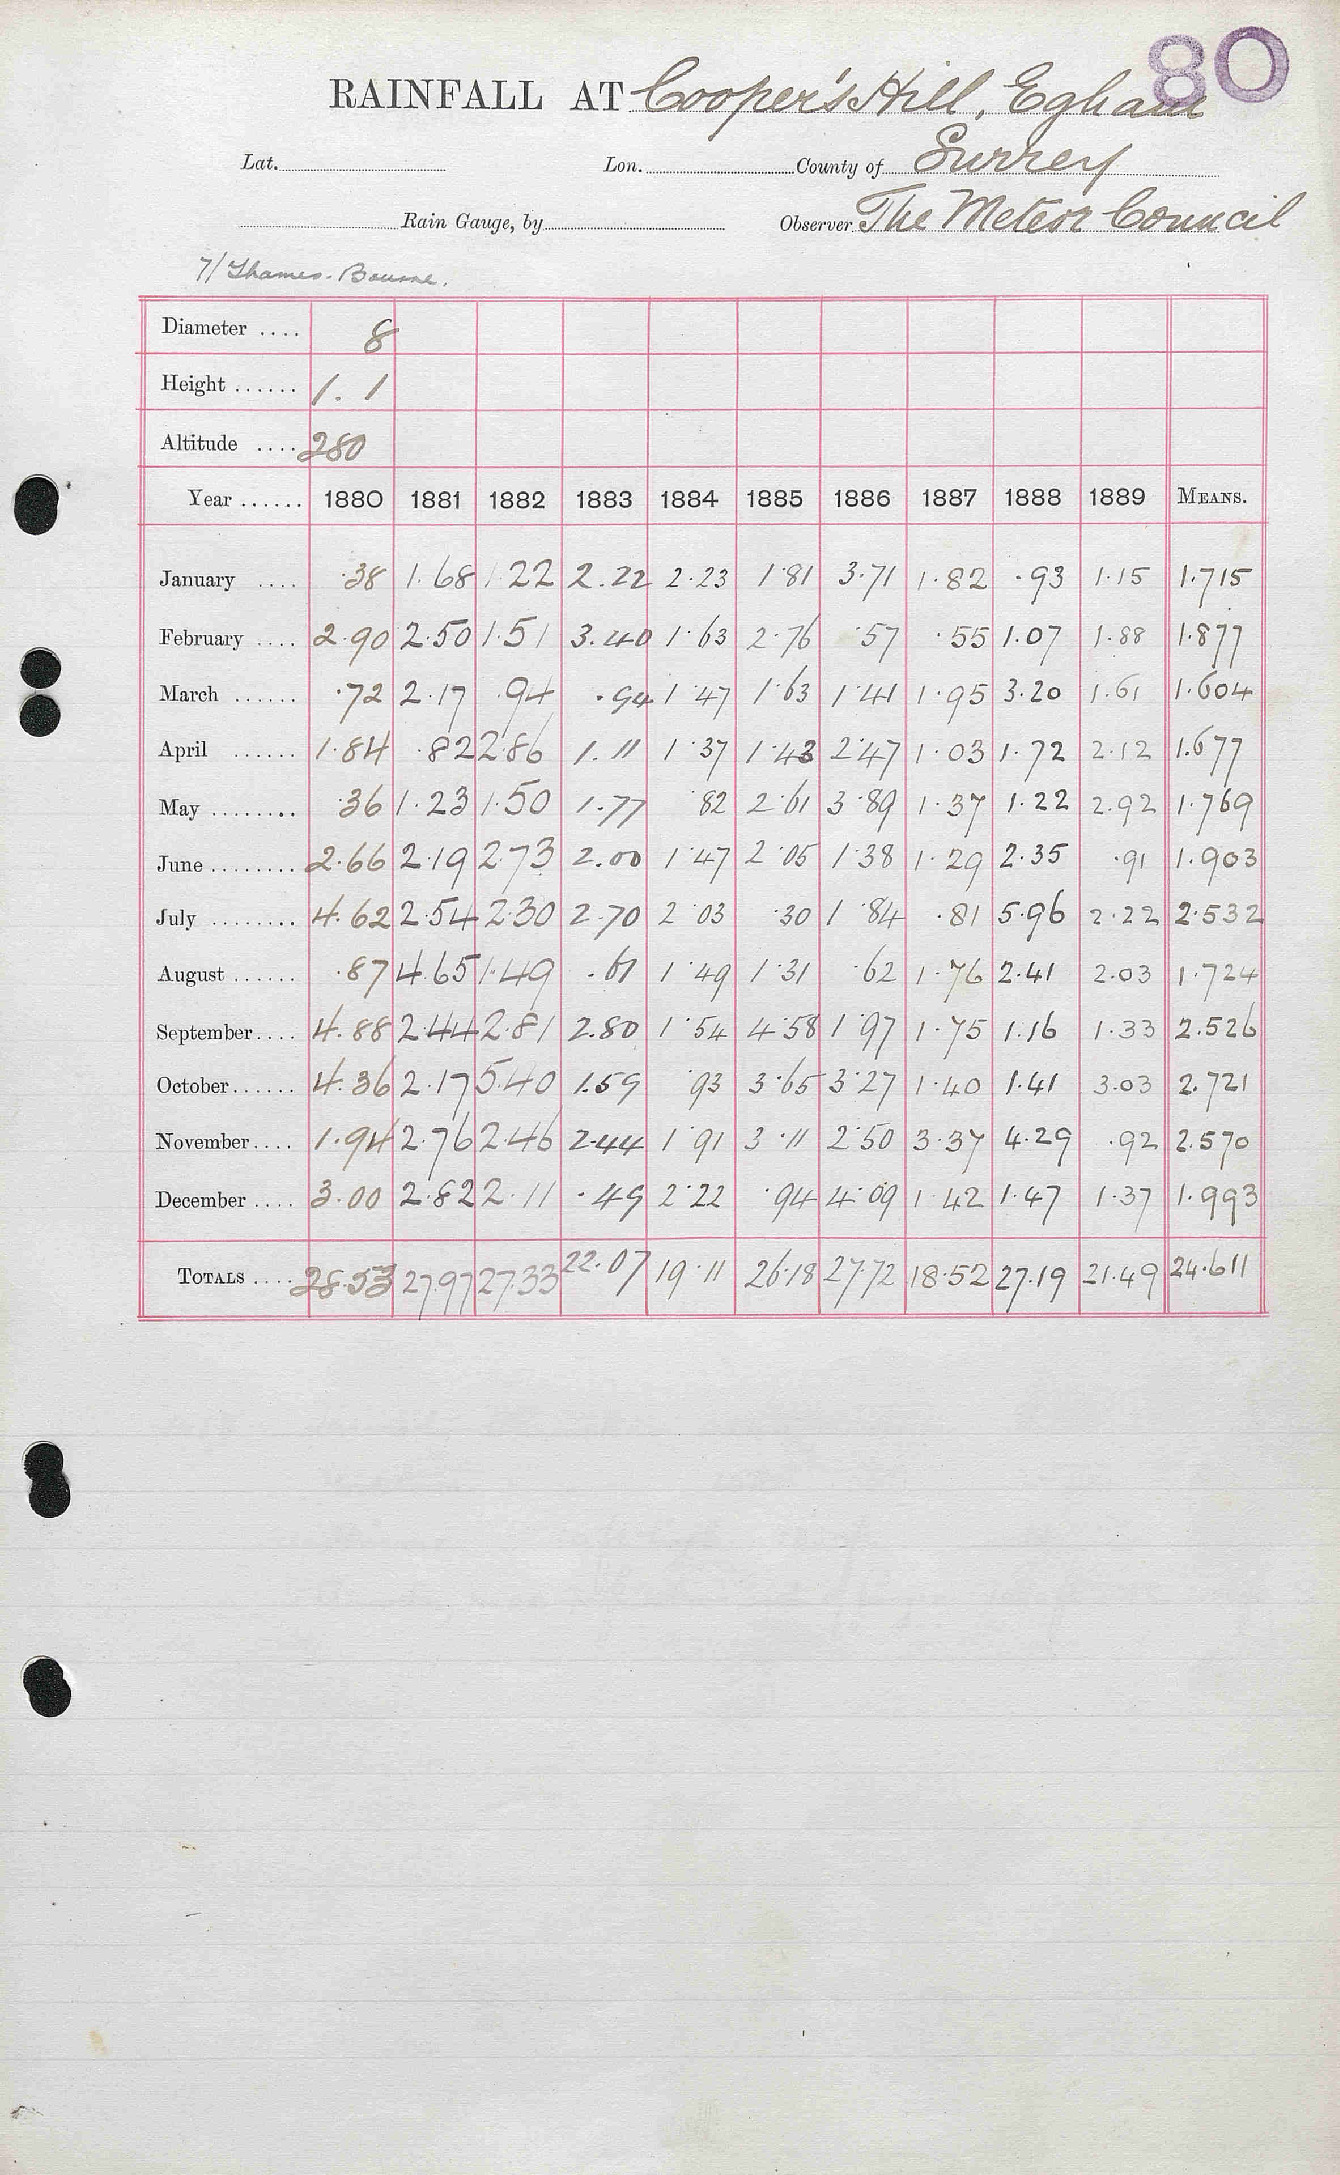 80
RAINFALL AT Cooper's Hill, Egham
Lat. Lon. County of Surrey
Rain Gauge, by Observer The Meteor Council
7/Thames-Bourne.
Diameter .... 8
Height ...... 1. 1
Altitude .... 280
Year ...... 1880 1881 1882 1883 1884 1885 1886 1887 1888 1889 MEANS.
January .... .38 1.68 1.22 2.22 2.23 1.81 3.71 1.82 .93 1.15 1.715
February .... 2.90 2.50 1.51 3.40 1.63 2.76 .57 .55 1.07 1.88 1.877
March ...... .72 2.17 .94 .94 1.47 1.63 1.41 1.95 3.20 1.61 1.604
April ...... 1.84 .82 2.86 1.11 1.37 1.43 2.47 1.03 1.72 2.12 1.677
May ........ .36 1.23 1.50 1.77 .82 2.61 3.89 1.37 1.22 2.92 1.769
June ........ 2.66 2.19 2.73 2.00 1.47 2.05 1.38 1.29 2.35 .91 1.903
July ........ 4.62 2.54 2.30 2.70 2.03 .30 1.84 .81 5.96 2.22 2.532
August ...... .87 4.65 1.49 .61 1.49 1.31 .62 1.76 2.41 2.03 1.724
September.... 4.88 2.44 2.81 2.80 1.54 4.58 1.97 1.75 1.16 1.33 2.526
October...... 4.36 2.17 5.40 1.59 .93 3.65 3.27 1.40 1.41 3.03 2.721
November.... 1.94 2.76 2.46 2.44 1.91 3.11 2.50 3.37 4.29 .92 2.570
December .... 3.00 2.82 2.11 .49 2.22 .94 4.09 1.42 1.47 1.37 1.993
TOTALS .... 28.53 27.97 27.33 22.07 19.11 26.18 27.72 18.52 27.19 21.49 24.611